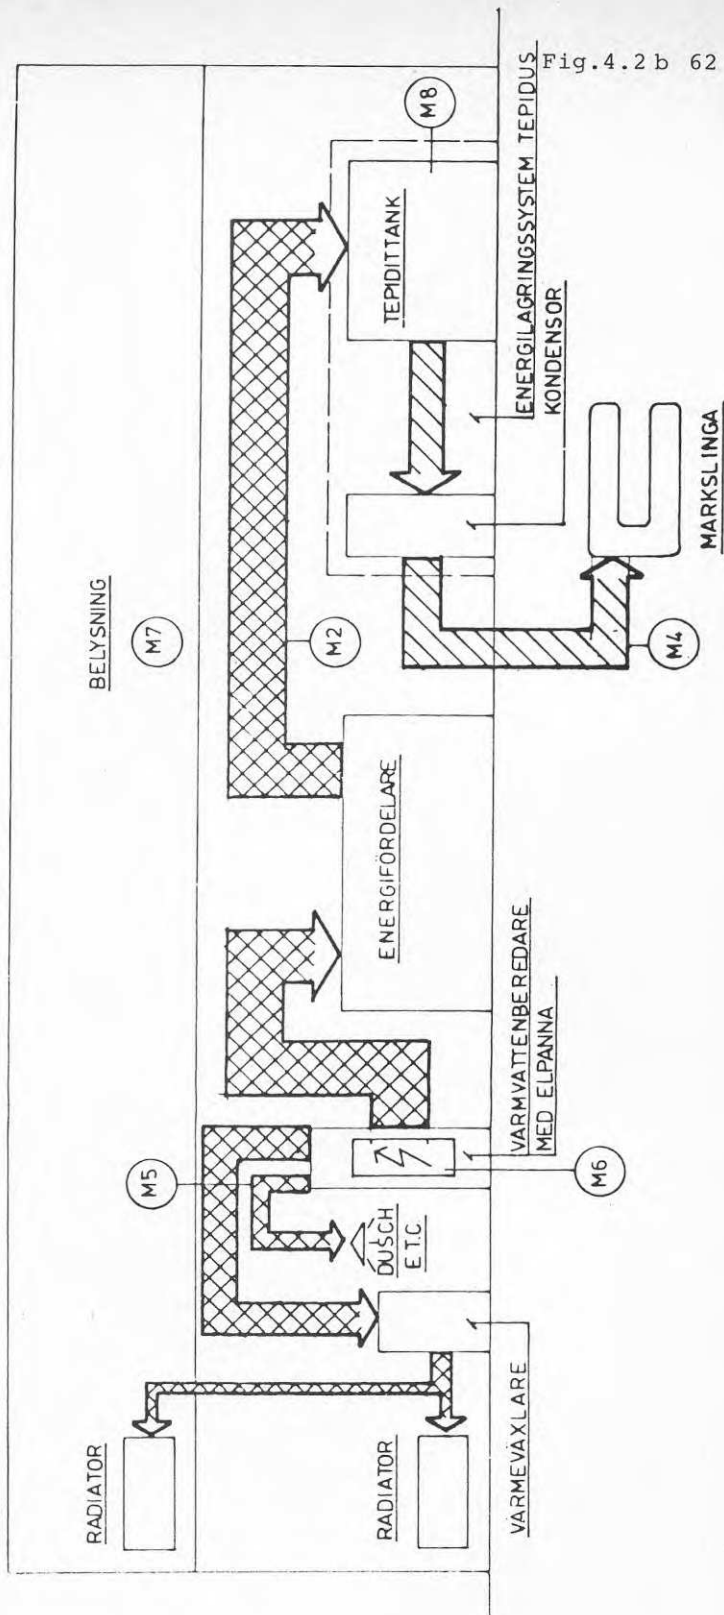 Fig.4.2 b 62
BELYSNING
M7
M8
TEPIDITTANK
M2
ENERGILAGRINGSSYSTEM TEPIDUS
KONDENSOR
MARKSLINGA
M4
ENERGIFÖRDELARE
M5
VARMVATTENBEREDARE
MED ELPANNA
M6
DUSCH
E.T.C.
RADIATOR
RADIATOR
VÄRMEVÄXLARE